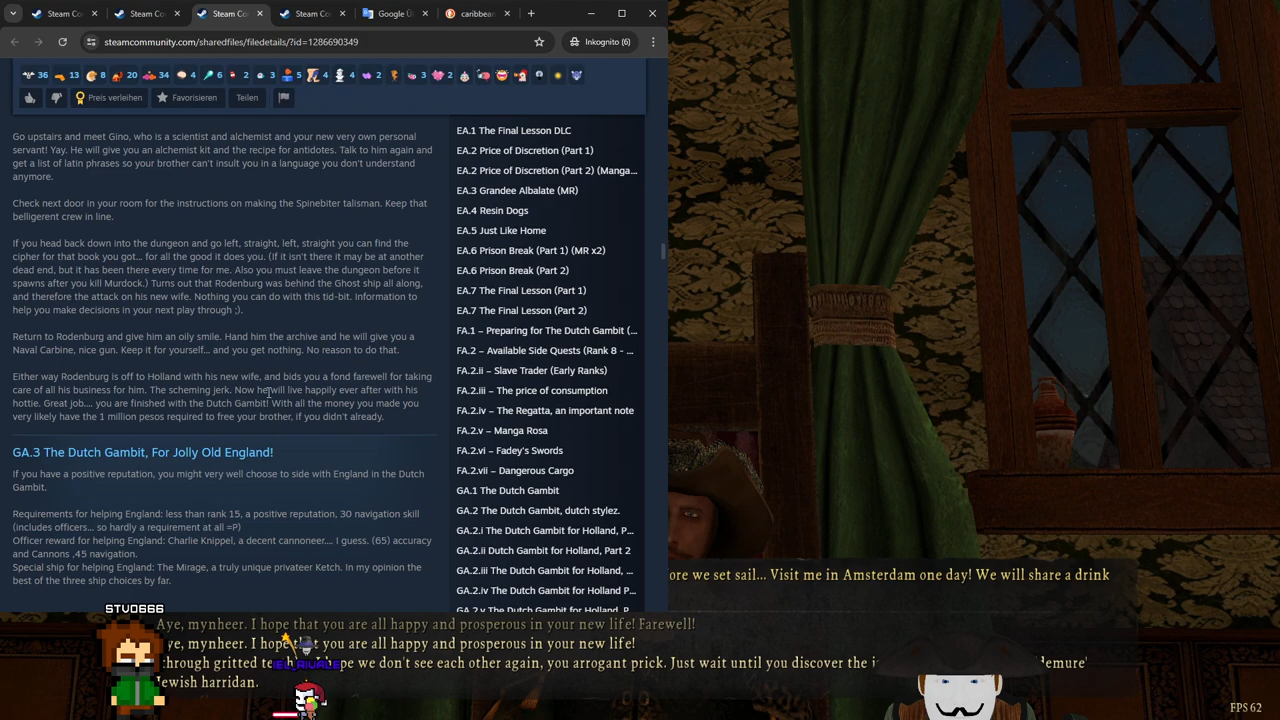 Steam Co
Steam Co
Steam Co
Steam Co
Google Ü
caribbean
steamcommunity.com/sharedfiles/filedetails/?id=1286690349
Inkognito (6)
36 13 8 20 34 4 6 2 3 5 4 4 2 3 2
Preis verleihen
Favorisieren
Teilen
Go upstairs and meet Gino, who is a scientist and alchemist and your new very own personal
servant! Yay. He will give you an alchemist kit and the recipe for antidotes. Talk to him again and
get a list of latin phrases so your brother can't insult you in a language you don't understand
anymore.
Check next door in your room for the instructions on making the Spinebiter talisman. Keep that
belligerent crew in line.
If you head back down into the dungeon and go left, straight, left, straight you can find the
cipher for that book you got... for all the good it does you. (If it isn't there it may be at another
dead end, but it has been there every time for me. Also you must leave the dungeon before it
spawns after you kill Murdock.) Turns out that Rodenburg was behind the Ghost ship all along,
and therefore the attack on his new wife. Nothing you can do with this tid-bit. Information to
help you make decisions in your next play through ;).
Return to Rodenburg and give him an oily smile. Hand him the archive and he will give you a
Naval Carbine, nice gun. Keep it for yourself... and you get nothing. No reason to do that.
Either way Rodenburg is off to Holland with his new wife, and bids you a fond farewell for taking
care of all his business for him. The scheming jerk. Now he will live happily ever after with his
hottie. Great job.... you are finished with the Dutch Gambit! With all the money you made you
very likely have the 1 million pesos required to free your brother, if you didn't already.
GA.3 The Dutch Gambit, For Jolly Old England!
If you have a positive reputation, you might very well choose to side with England in the Dutch
Gambit.
Requirements for helping England: less than rank 15, a positive reputation, 30 navigation skill
(includes officers... so hardly a requirement at all =P)
Officer reward for helping England: Charlie Knippel, a decent cannoneer.... I guess. (65) accuracy
and Cannons ,45 navigation.
Special ship for helping England: The Mirage, a truly unique privateer Ketch. In my opinion the
best of the three ship choices by far.
EA.1 The Final Lesson DLC
EA.2 Price of Discretion (Part 1)
EA.2 Price of Discretion (Part 2) (Manga...
EA.3 Grandee Albalate (MR)
EA.4 Resin Dogs
EA.5 Just Like Home
EA.6 Prison Break (Part 1) (MR x2)
EA.6 Prison Break (Part 2)
EA.7 The Final Lesson (Part 1)
EA.7 The Final Lesson (Part 2)
FA.1 – Preparing for The Dutch Gambit (...
FA.2 – Available Side Quests (Rank 8 - ...
FA.2.ii – Slave Trader (Early Ranks)
FA.2.iii – The price of consumption
FA.2.iv – The Regatta, an important note
FA.2.v – Manga Rosa
FA.2.vi – Fadey's Swords
FA.2.vii – Dangerous Cargo
GA.1 The Dutch Gambit
GA.2 The Dutch Gambit, dutch stylez.
GA.2.i The Dutch Gambit for Holland, P...
GA.2.ii Dutch Gambit for Holland, Part 2
GA.2.iii The Dutch Gambit for Holland, ...
GA.2.iv The Dutch Gambit for Holland P...
GA.2.v The Dutch Gambit for Holland, P
ore we set sail... Visit me in Amsterdam one day! We will share a drink
Aye, mynheer. I hope that you are all happy and prosperous in your new life! Farewell!
ye, mynheer. I hope that you are all happy and prosperous in your new life!
through gritted we don't see each other again, you arrogant prick. Just wait until you discover the demure'
Jewish harridan.
STVO666
FPS 62